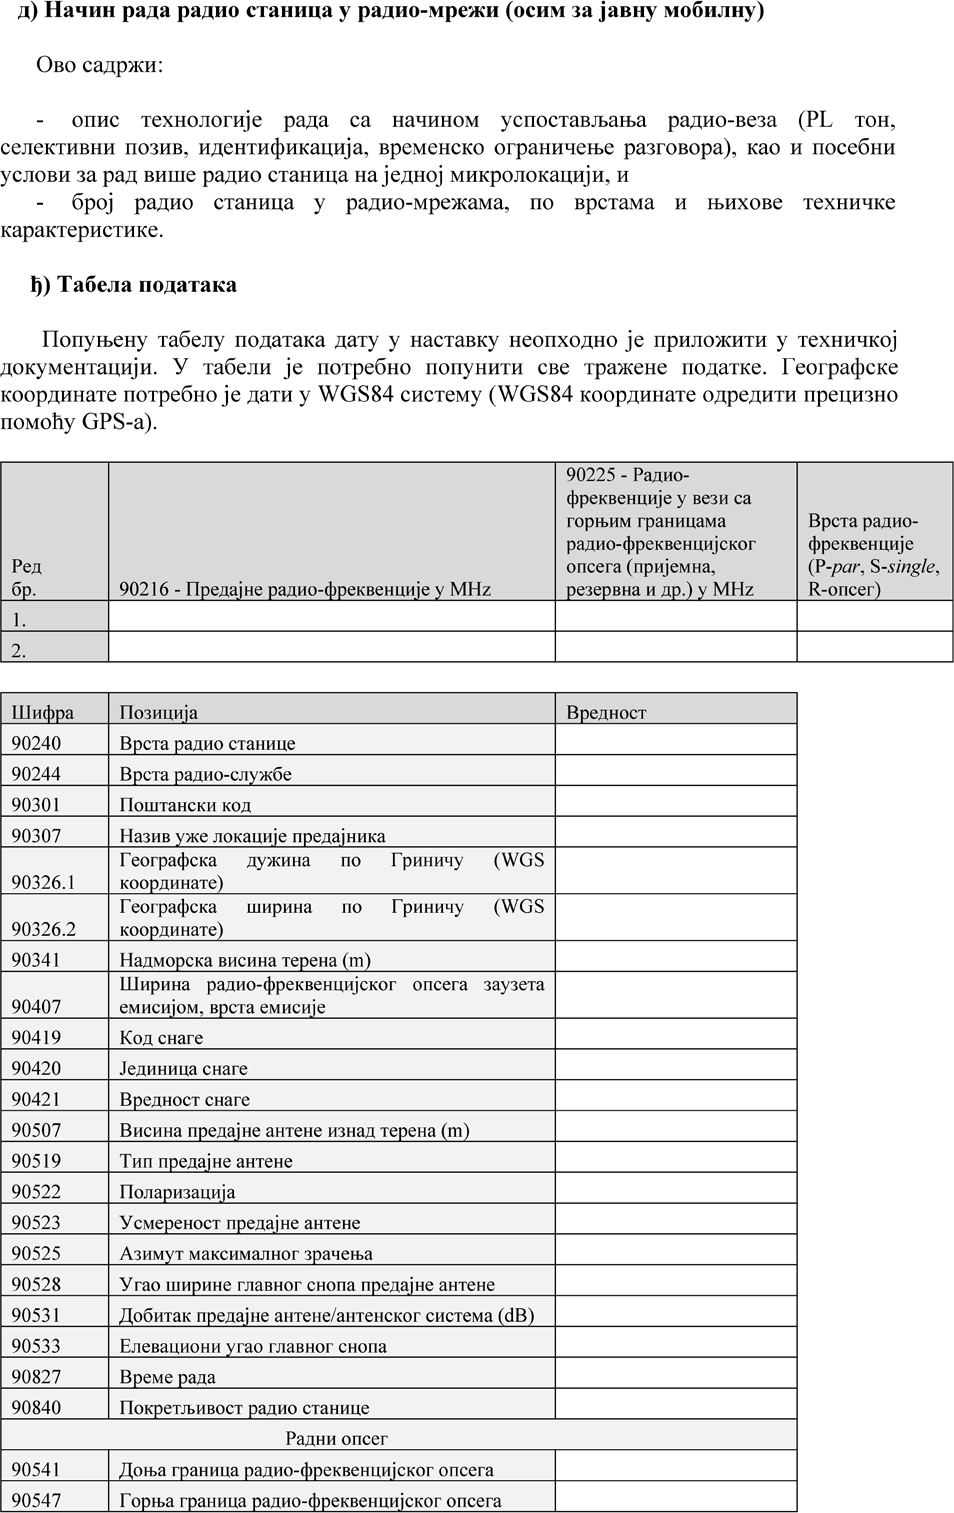 д) Начин рада радио станица у радио-мрежи (осим за јавну мобилну)
Ово садржи:
- опис технологије рада са начином успостављања радио-веза (PL тон,
селективни позив, идентификација, временско ограничење разговора), као и посебни
услови за рад више радио станица на једној микролокацији, и
- број радио станица у радио-мрежама, по врстама и њихове техничке
карактеристике.
ђ) Табела података
Попуњену табелу података дату у наставку неопходно је приложити у техничкој
документацији. У табели је потребно попунити све тражене податке. Географске
координате потребно је дати у WGS84 систему (WGS84 координате одредити прецизно
помоћу GPS-а).
Ред
бр.
90216 - Предајне радио-фреквенције у MHz
90225 - Радио-
фреквенције у вези са
горњим границама
радио-фреквенцијског
опсега (пријемна,
резервна и др.) у MHz
Врста радио-
фреквенције
(P-par, S-single,
R-опсег)
1.
2.
Шифра Позиција Вредност
90240 Врста радио станице
90244 Врста радио-службе
90301 Поштански код
90307 Назив уже локације предајника
90326.1 Географска дужина по Гриничу (WGS
координате)
90326.2 Географска ширина по Гриничу (WGS
координате)
90341 Надморска висина терена (m)
90407 Ширина радио-фреквенцијског опсега заузета
емисијом, врста емисије
90419 Код снаге
90420 Јединица снаге
90421 Вредност снаге
90507 Висина предајне антене изнад терена (m)
90519 Тип предајне антене
90522 Поларизација
90523 Усмереност предајне антене
90525 Азимут максималног зрачења
90528 Угао ширине главног снопа предајне антене
90531 Добитак предајне антене/антенског система (dB)
90533 Елевациони угао главног снопа
90827 Време рада
90840 Покретљивост радио станице
Радни опсег
90541 Доња граница радио-фреквенцијског опсега
90547 Горња граница радио-фреквенцијског опсега